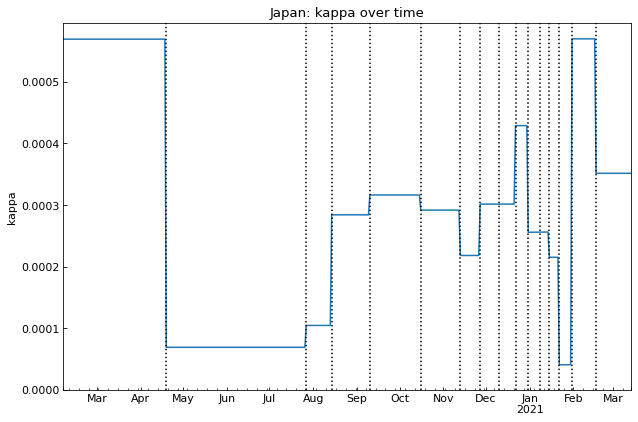 Japan: kappa over time
kappa
0.0005
0.0004
0.0003
0.0002
0.0001
0.0000
Mar Apr May Jun Jul Aug Sep Oct Nov Dec Jan Feb Mar
2021